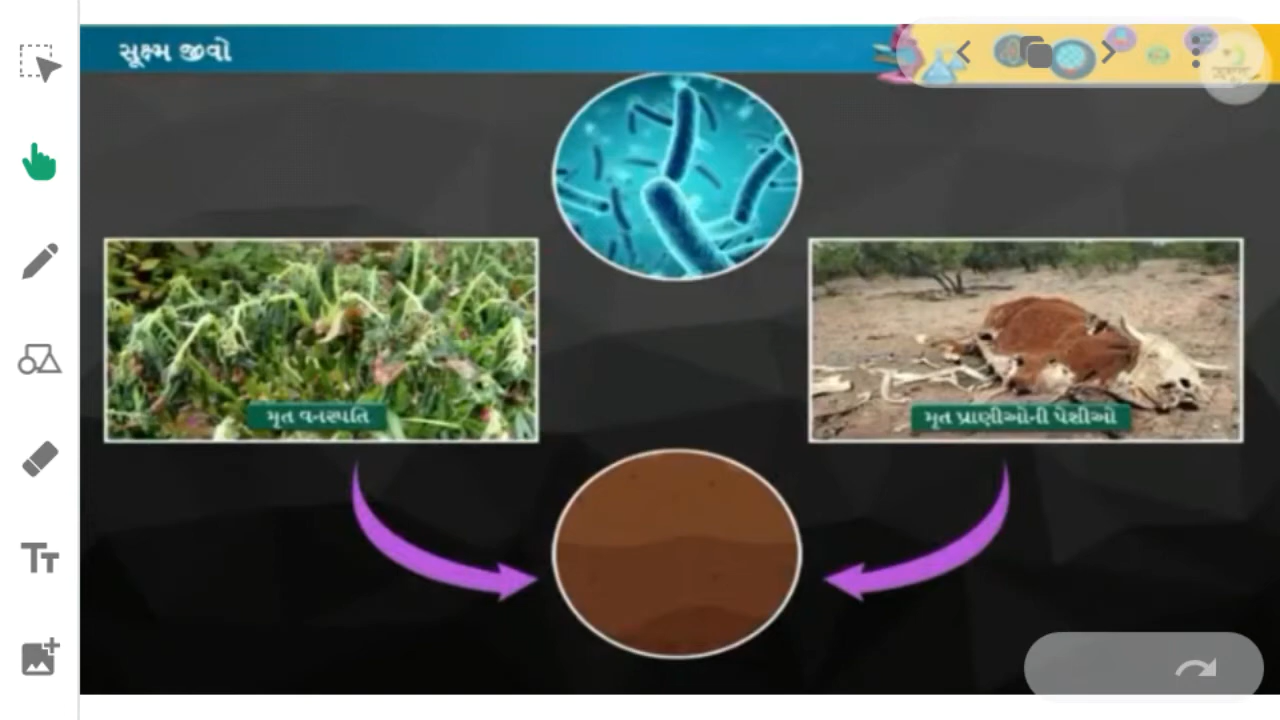 સૂક્ષ્મ જીવો
મૃત વનસ્પતિ
મૃત પ્રાણીઓની પેશીઓ